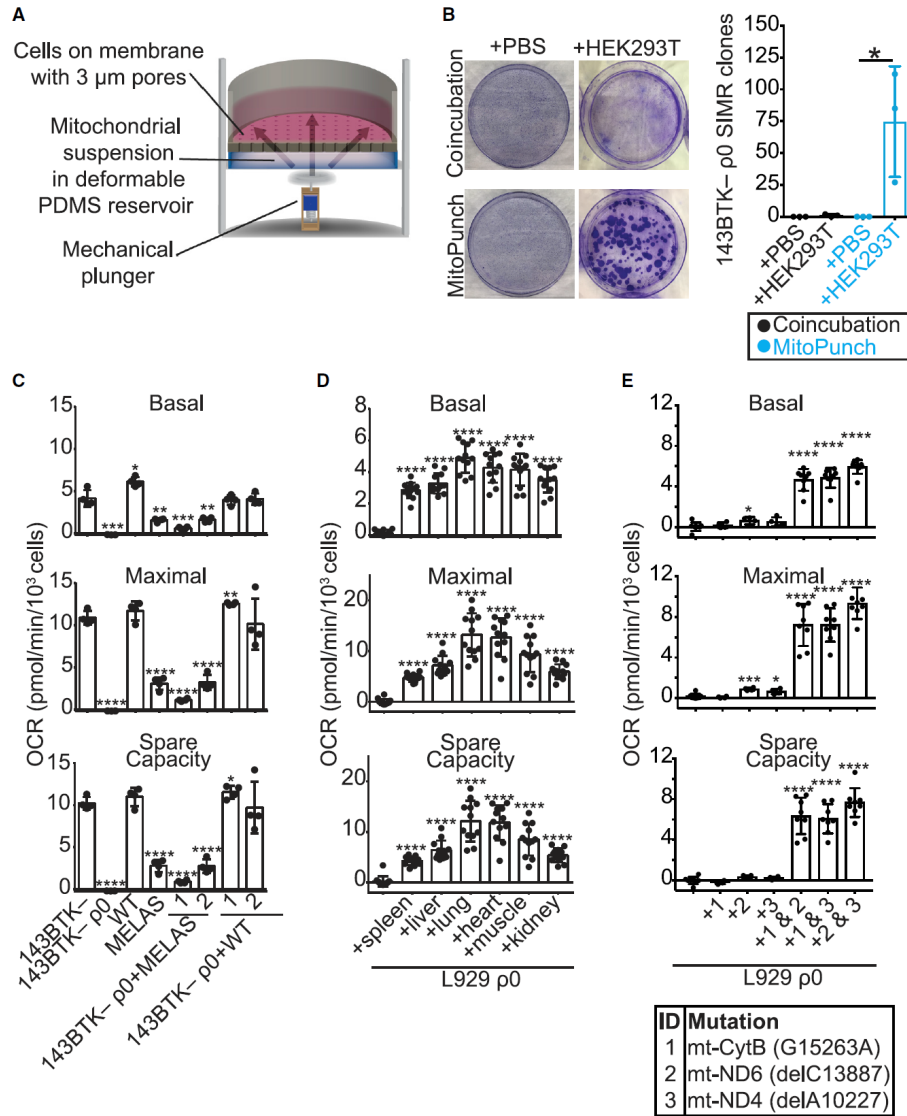 A
Cells on membrane
with 3 µm pores
Mitochondrial
suspension
in deformable
PDMS reservoir
Mechanical
plunger
B
+PBS
+HEK293T
Coincubation
MitoPunch
143BTK– ρ0 SIMR clones
150
125
100
75
50
25
0
*
+PBS
+HEK293T
+PBS
+HEK293T
Coincubation
MitoPunch
C
OCR (pmol/min/10³ cells)
Basal
15
10
5
0
*
***
**
***
**
Maximal
15
10
5
0
****
****
****
****
**
Spare
Capacity
15
10
5
0
****
****
****
****
*
143BTK–
143BTK– ρ0
WT
MELAS
1
2
143BTK– ρ0+MELAS
1
2
143BTK– ρ0+WT
D
OCR (pmol/min/10³ cells)
Basal
8
6
4
2
0
****
****
****
****
****
****
Maximal
20
10
0
****
****
****
****
****
****
Spare
Capacity
20
10
0
****
****
****
****
****
****
+spleen
+liver
+lung
+heart
+muscle
+kidney
L929 ρ0
E
OCR (pmol/min/10³ cells)
Basal
12
8
4
0
*
****
****
****
Maximal
12
8
4
0
***
*
****
****
****
Spare
Capacity
12
8
4
0
****
****
****
+1
+2
+3
+1 & 2
+1 & 3
+2 & 3
L929 ρ0
ID Mutation
1 mt-CytB (G15263A)
2 mt-ND6 (delC13887)
3 mt-ND4 (delA10227)